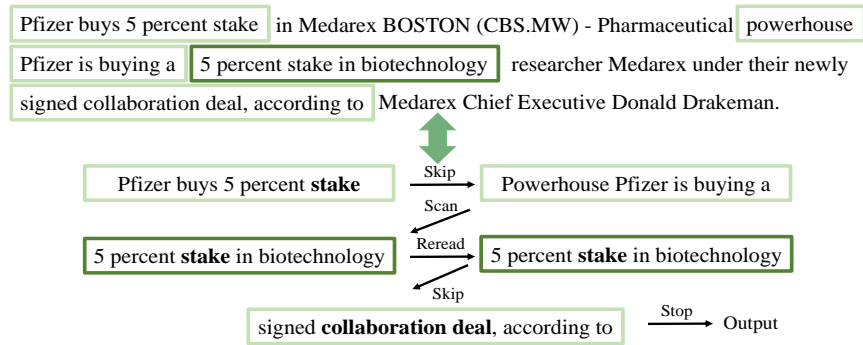 Pfizer buys 5 percent stake in Medarex BOSTON (CBS.MW) - Pharmaceutical powerhouse
Pfizer is buying a 5 percent stake in biotechnology researcher Medarex under their newly
signed collaboration deal, according to Medarex Chief Executive Donald Drakeman.
Pfizer buys 5 percent stake Skip Powerhouse Pfizer is buying a
Scan
5 percent stake in biotechnology Reread 5 percent stake in biotechnology
Skip
signed collaboration deal, according to Stop Output